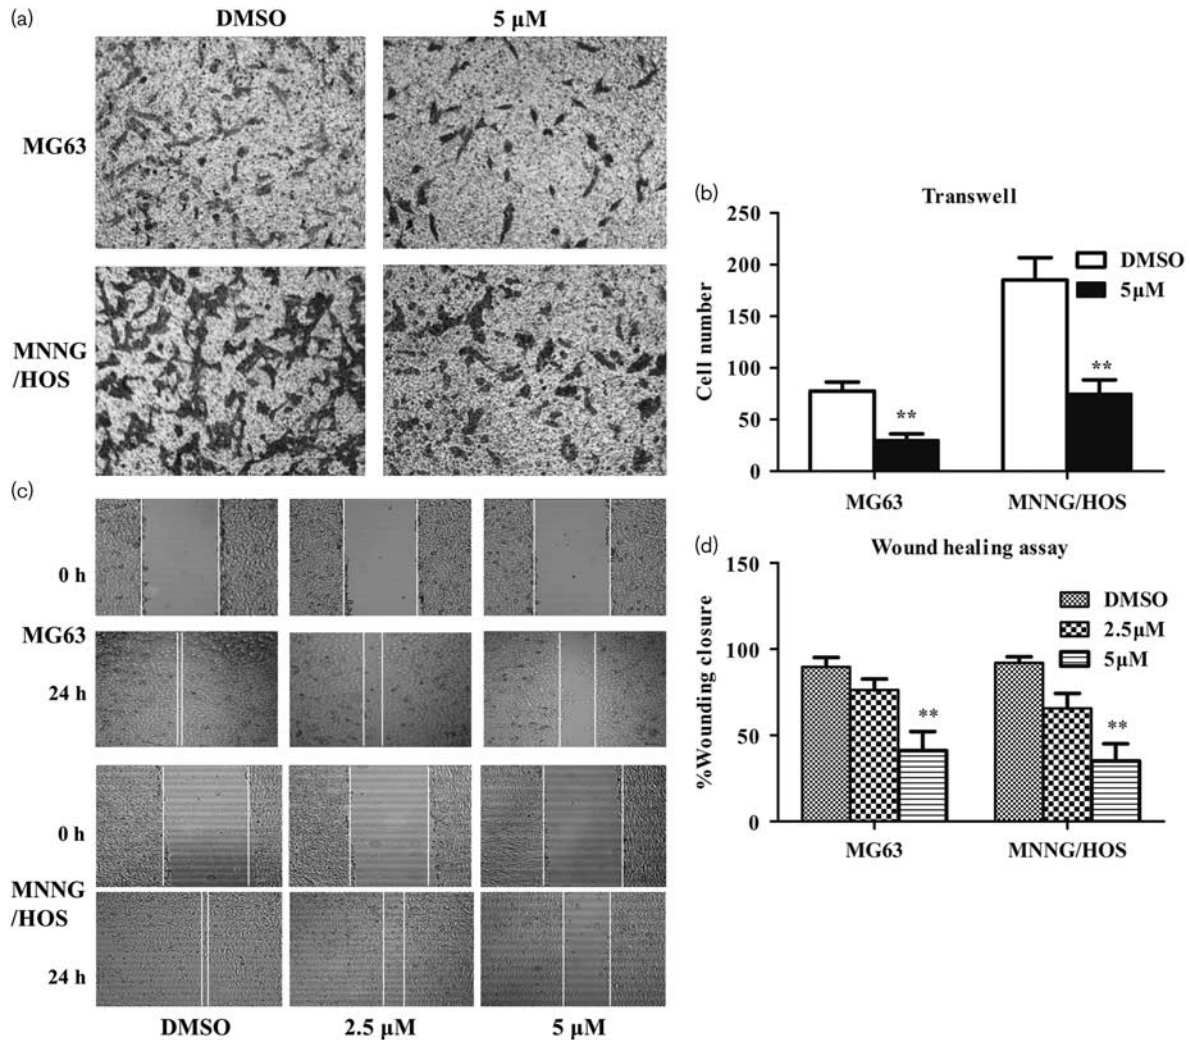 (a)
DMSO
5 µM
MG63
MNNG
/HOS
(b)
Transwell
250
200
150
100
50
0
Cell number
DMSO
5µM
**
**
MG63
MNNG/HOS
(c)
0 h
MG63
24 h
0 h
MNNG
/HOS
24 h
DMSO
2.5 µM
5 µM
(d)
Wound healing assay
150
100
50
0
%Wounding closure
DMSO
2.5µM
5µM
**
**
MG63
MNNG/HOS